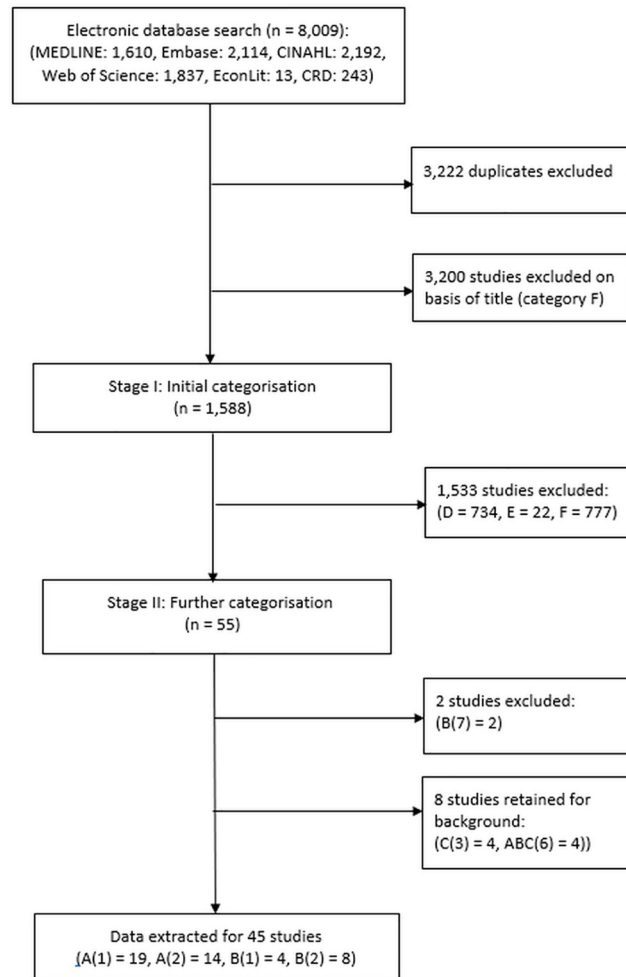 Electronic database search (n = 8,009):
(MEDLINE: 1,610, Embase: 2,114, CINAHL: 2,192,
Web of Science: 1,837, EconLit: 13, CRD: 243)
3,222 duplicates excluded
3,200 studies excluded on
basis of title (category F)
Stage I: Initial categorisation
(n = 1,588)
1,533 studies excluded:
(D = 734, E = 22, F = 777)
Stage II: Further categorisation
(n = 55)
2 studies excluded:
(B(7) = 2)
8 studies retained for
background:
(C(3) = 4, ABC(6) = 4))
Data extracted for 45 studies
(A(1) = 19, A(2) = 14, B(1) = 4, B(2) = 8)